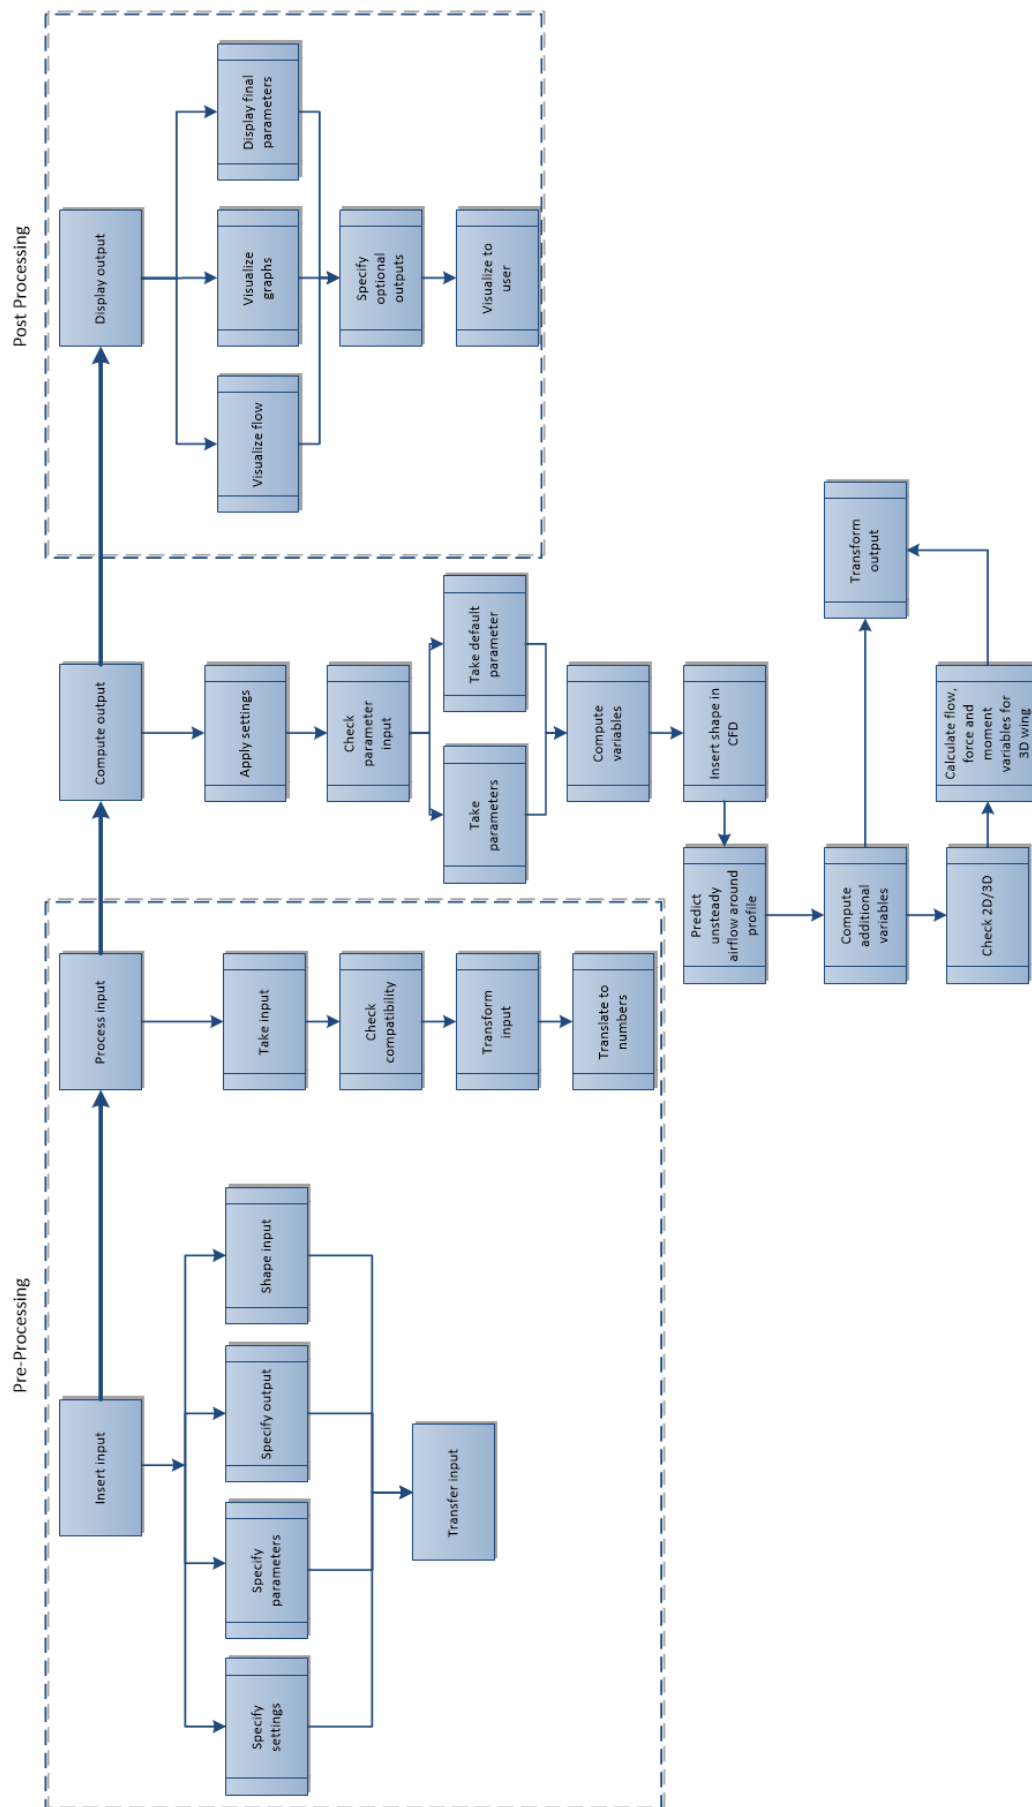 Pre-Processing
Insert input
Specify
settings
Specify
parameters
Specify output
Shape input
Transfer input
Process input
Take input
Check
compatibility
Transform
input
Translate to
numbers
Compute output
Apply settings
Check
parameter
input
Take
parameters
Take default
parameter
Compute
variables
Insert shape in
CFD
Predict
unsteady
airflow around
profile
Compute
additional
variables
Check 2D/3D
Calculate flow,
force and
moment
variables for
3D wing
Transform
output
Post Processing
Display output
Visualize flow
Visualize
graphs
Display final
parameters
Specify
optional
outputs
Visualize to
user